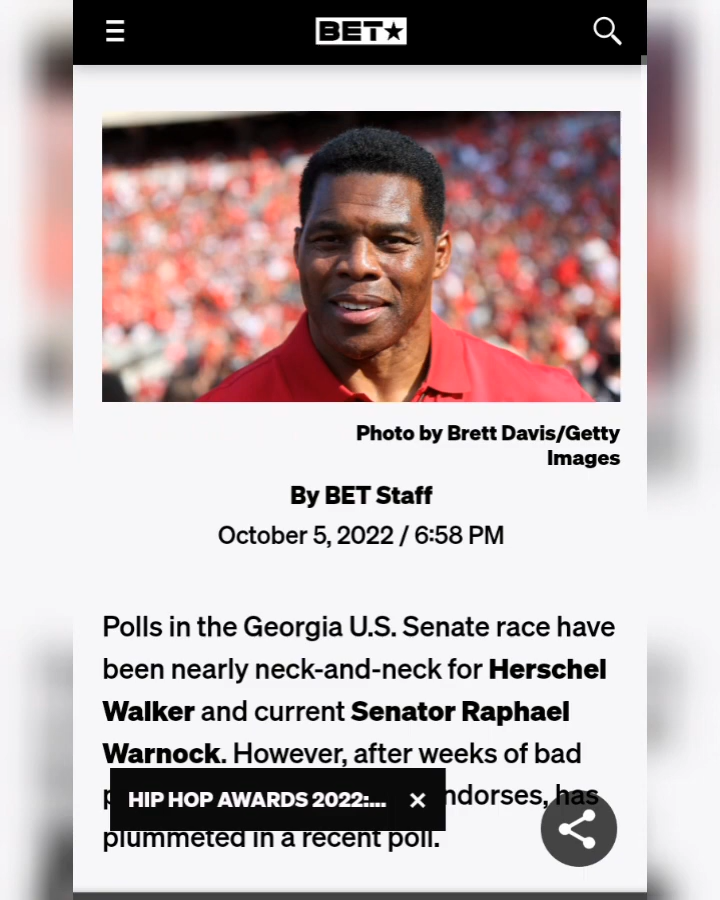 BET
Photo by Brett Davis/Getty
Images
By BET Staff
October 5, 2022 / 6:58 PM
Polls in the Georgia U.S. Senate race have
been nearly neck-and-neck for Herschel
Walker and current Senator Raphael
Warnock. However, after weeks of bad
HIP HOP AWARDS 2022:...
has
plummeted in a recent poll.